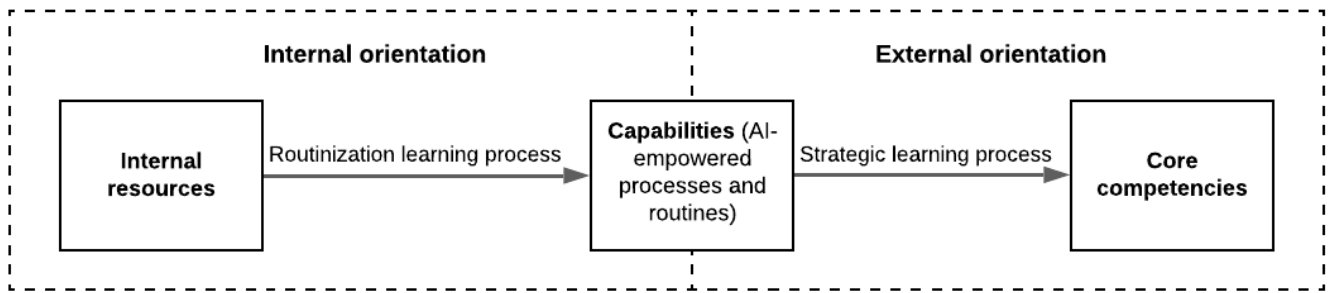 Internal orientation
External orientation
Internal
resources
Routinization learning process
Capabilities (AI-
empowered
processes and
routines)
Strategic learning process
Core
competencies